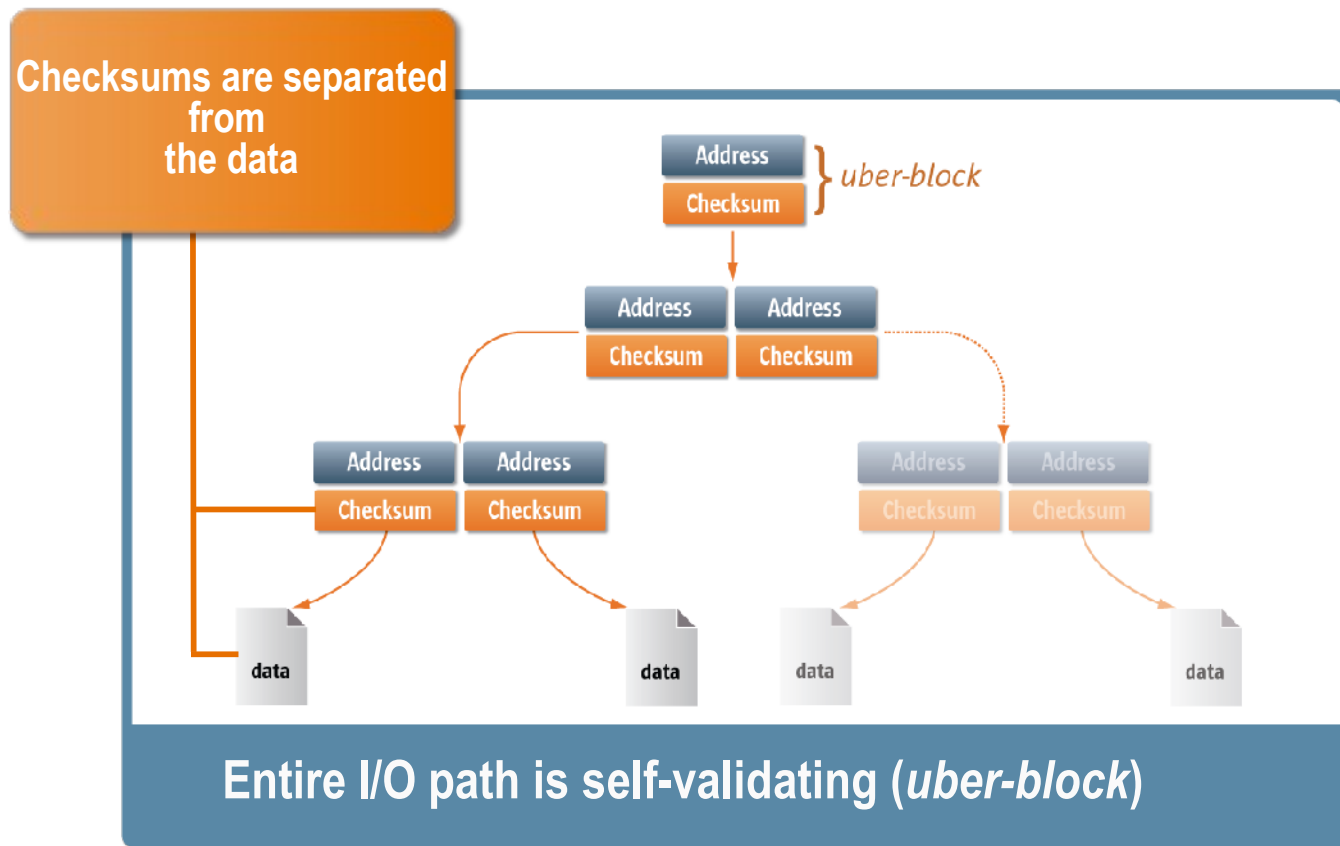 Checksums are separated
from
the data
Address
Checksum
uber-block
Address Address
Checksum Checksum
Address Address Address Address
Checksum Checksum Checksum Checksum
data data data data
Entire I/O path is self-validating (uber-block)